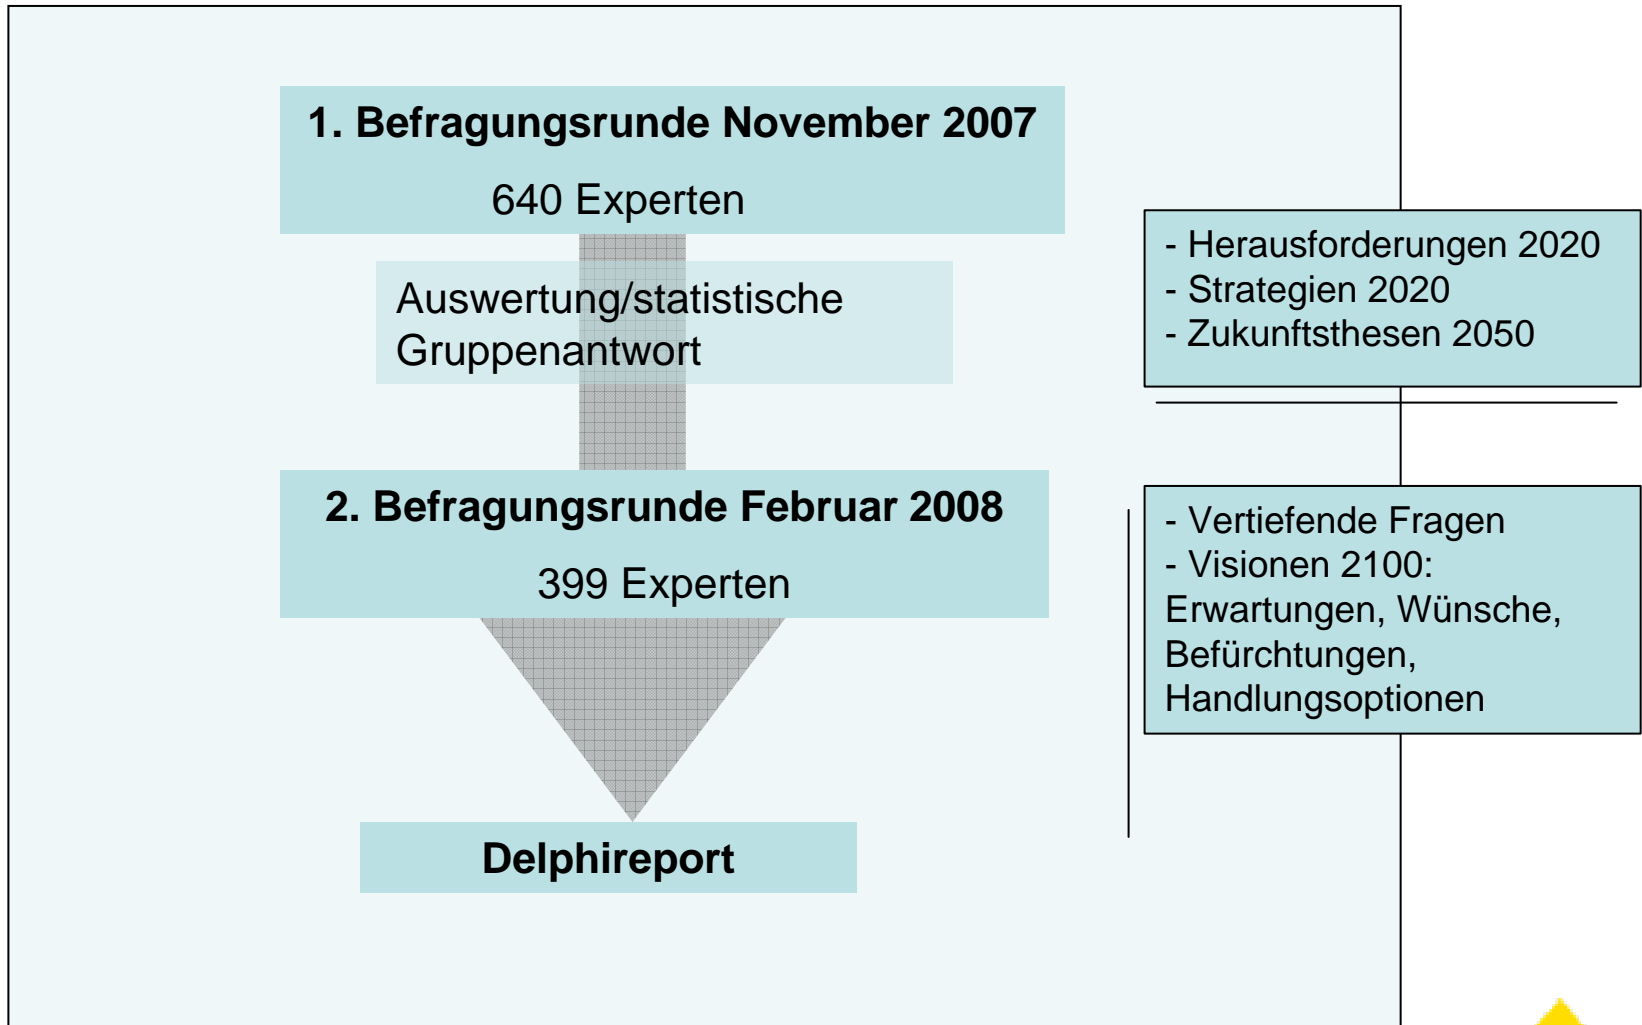 1. Befragungsrunde November 2007
640 Experten
Auswertung/statistische
Gruppenantwort
- Herausforderungen 2020
- Strategien 2020
- Zukunftsthesen 2050
2. Befragungsrunde Februar 2008
399 Experten
- Vertiefende Fragen
- Visionen 2100:
Erwartungen, Wünsche,
Befürchtungen,
Handlungsoptionen
Delphireport